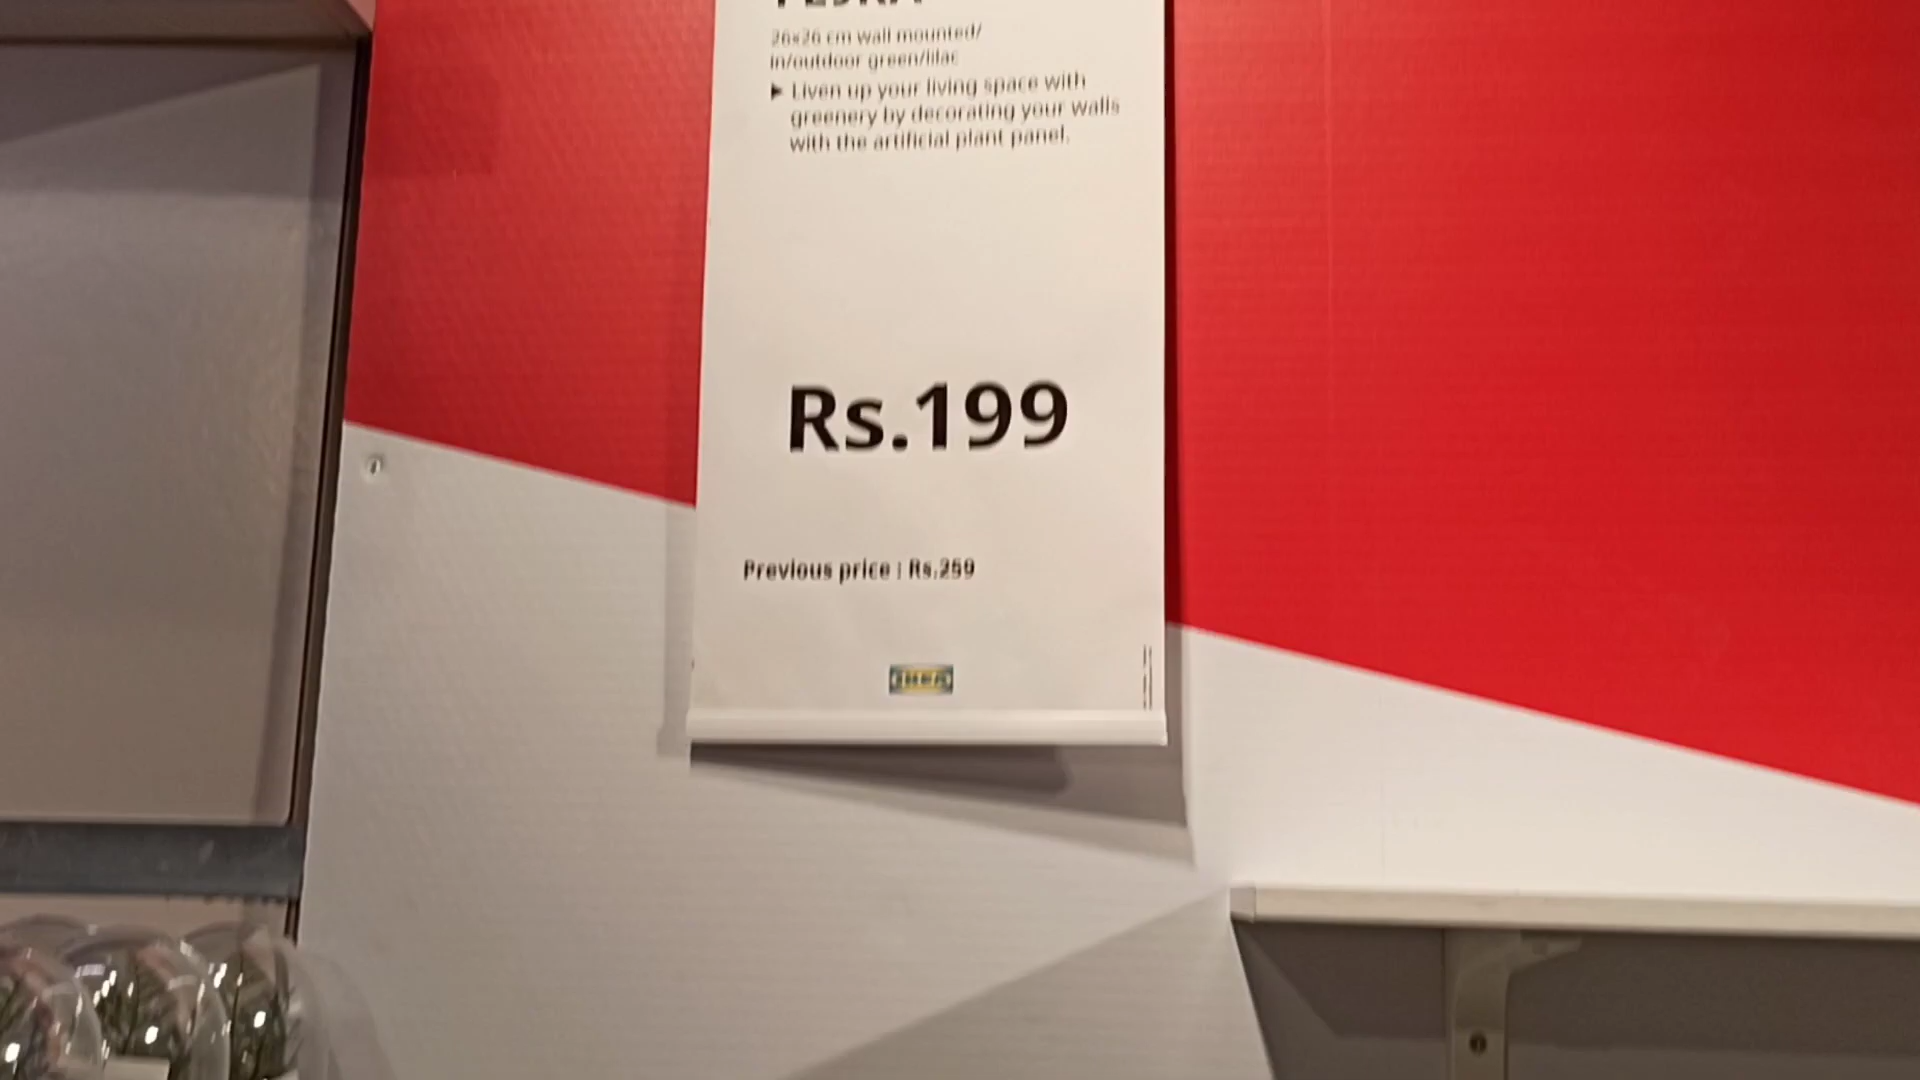 26x26 cm wall mounted/
in/outdoor green/lilac
► Liven up your living space with
greenery by decorating your walls
with the artificial plant panel.
Rs.199
Previous price : Rs.259
IKEA